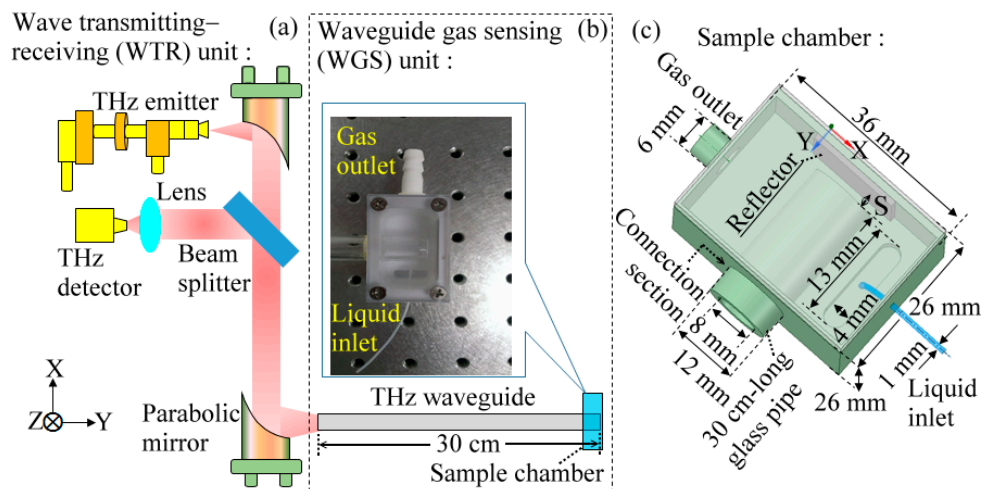 Wave transmitting–
receiving (WTR) unit :
(a)
THz emitter
Lens
THz
detector
Beam
splitter
X
Z
Y
Parabolic
mirror
Waveguide gas sensing
(WGS) unit :
(b)
Gas
outlet
Liquid
inlet
THz waveguide
30 cm
Sample chamber
(c)
Sample chamber :
Gas outlet
6 mm
36 mm
Y
X
Reflector
S
Connection
section
13 mm
4 mm
8 mm
12 mm
30 cm-long
glass pipe
26 mm
26 mm
1 mm
Liquid
inlet